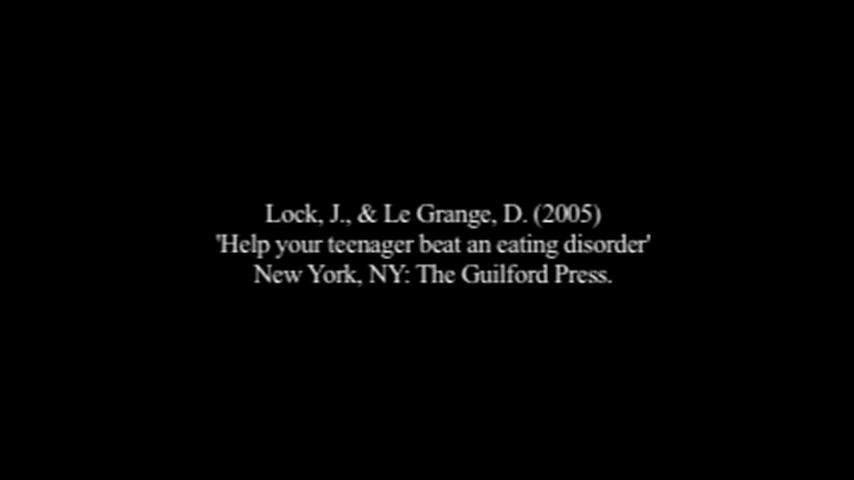 Lock, J., & Le Grange, D. (2005)
'Help your teenager beat an eating disorder'
New York, NY: The Guilford Press.